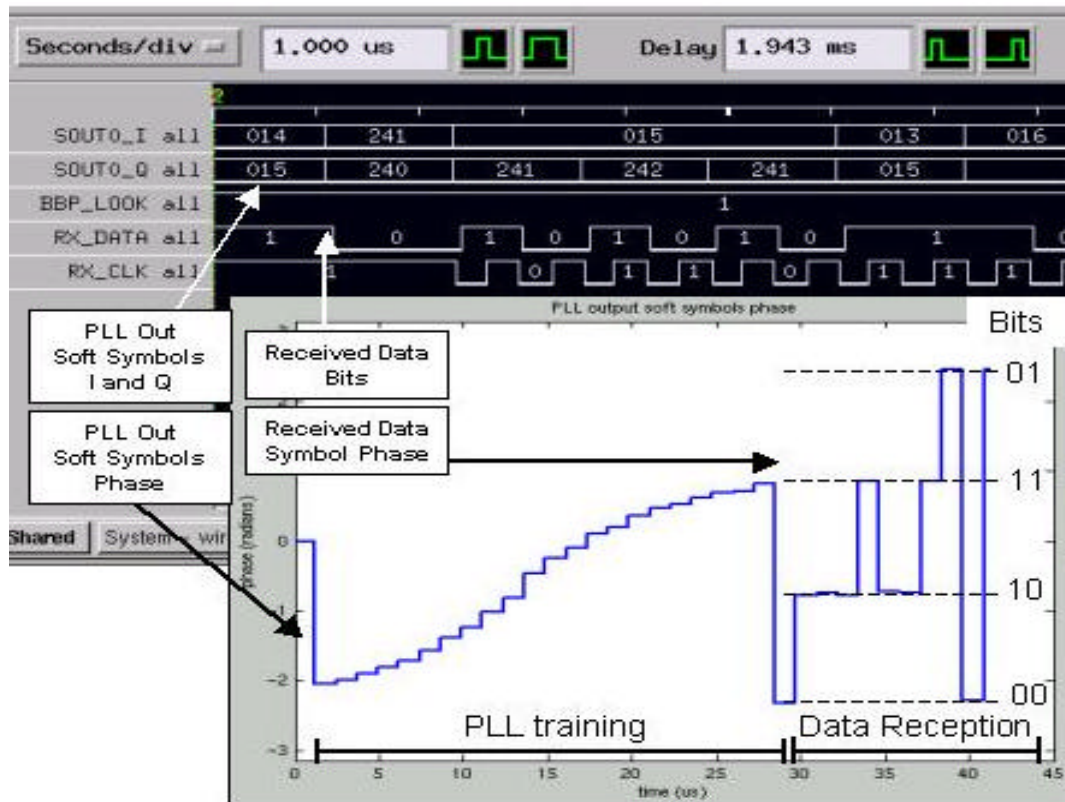 Seconds/div 1.000 us Delay 1.943 ms
SOUT0_I all 014 241 015 013 016
SOUT0_Q all 015 240 241 242 241 015
BBP_LOOK all 1
RX_DATA all 1 0 1 0 1 0 1 0 1 0
RX_CLK all 1 0 1 1 0 1 1 1
PLL output soft symbols phase
Bits
PLL Out
Soft Symbols
I and Q
Received Data
Bits
01
PLL Out
Soft Symbols
Phase
Received Data
Symbol Phase
11
Shared System - wir
phase (radians)
0
10
-1
-2
00
PLL training Data Reception
-3
0 5 10 15 20 25 30 35 40 45
time (us)